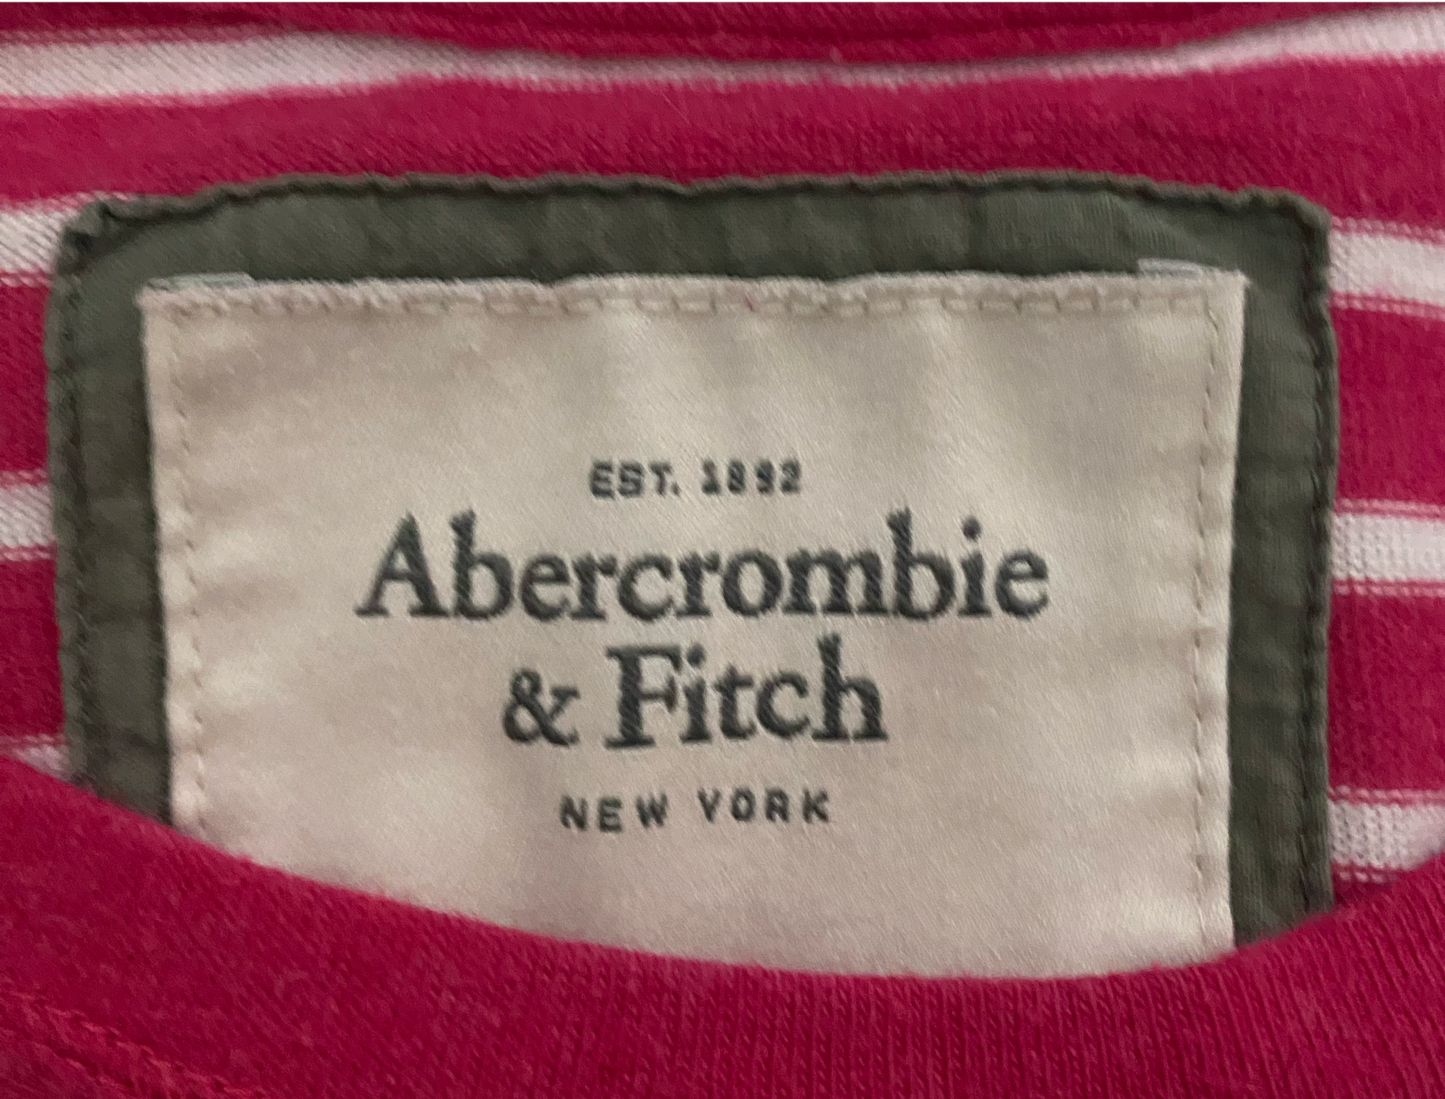 EST. 1892
Abercrombie
& Fitch
NEW YORK